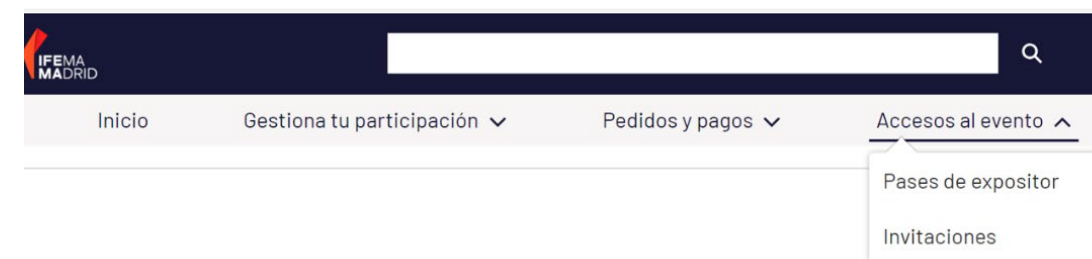 IFEMA
MADRID
Inicio
Gestiona tu participación
Pedidos y pagos
Accesos al evento
Pases de expositor
Invitaciones